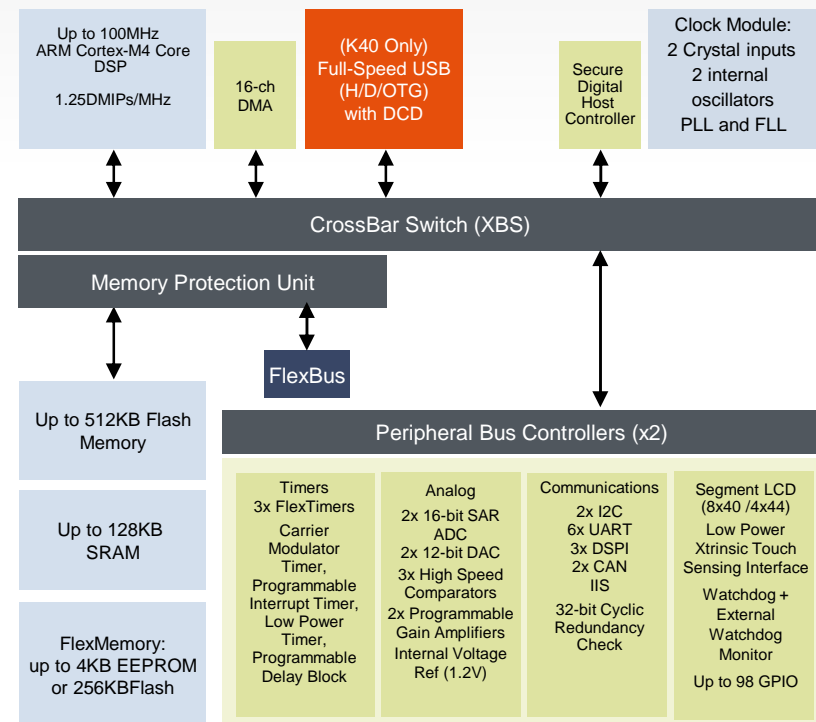 Up to 100MHz
ARM Cortex-M4 Core
DSP
1.25DMIPs/MHz
16-ch
DMA
(K40 Only)
Full-Speed USB
(H/D/OTG)
with DCD
Secure
Digital
Host
Controller
Clock Module:
2 Crystal inputs
2 internal
oscillators
PLL and FLL
CrossBar Switch (XBS)
Memory Protection Unit
FlexBus
Up to 512KB Flash
Memory
Up to 128KB
SRAM
FlexMemory:
up to 4KB EEPROM
or 256KBFlash
Peripheral Bus Controllers (x2)
Timers
3x FlexTimers
Carrier
Modulator
Timer,
Programmable
Interrupt Timer,
Low Power
Timer,
Programmable
Delay Block
Analog
2x 16-bit SAR
ADC
2x 12-bit DAC
3x High Speed
Comparators
2x Programmable
Gain Amplifiers
Internal Voltage
Ref (1.2V)
Communications
2x I2C
6x UART
3x DSPI
2x CAN
IIS
32-bit Cyclic
Redundancy
Check
Segment LCD
(8x40 /4x44)
Low Power
Xtrinsic Touch
Sensing Interface
Watchdog +
External
Watchdog
Monitor
Up to 98 GPIO